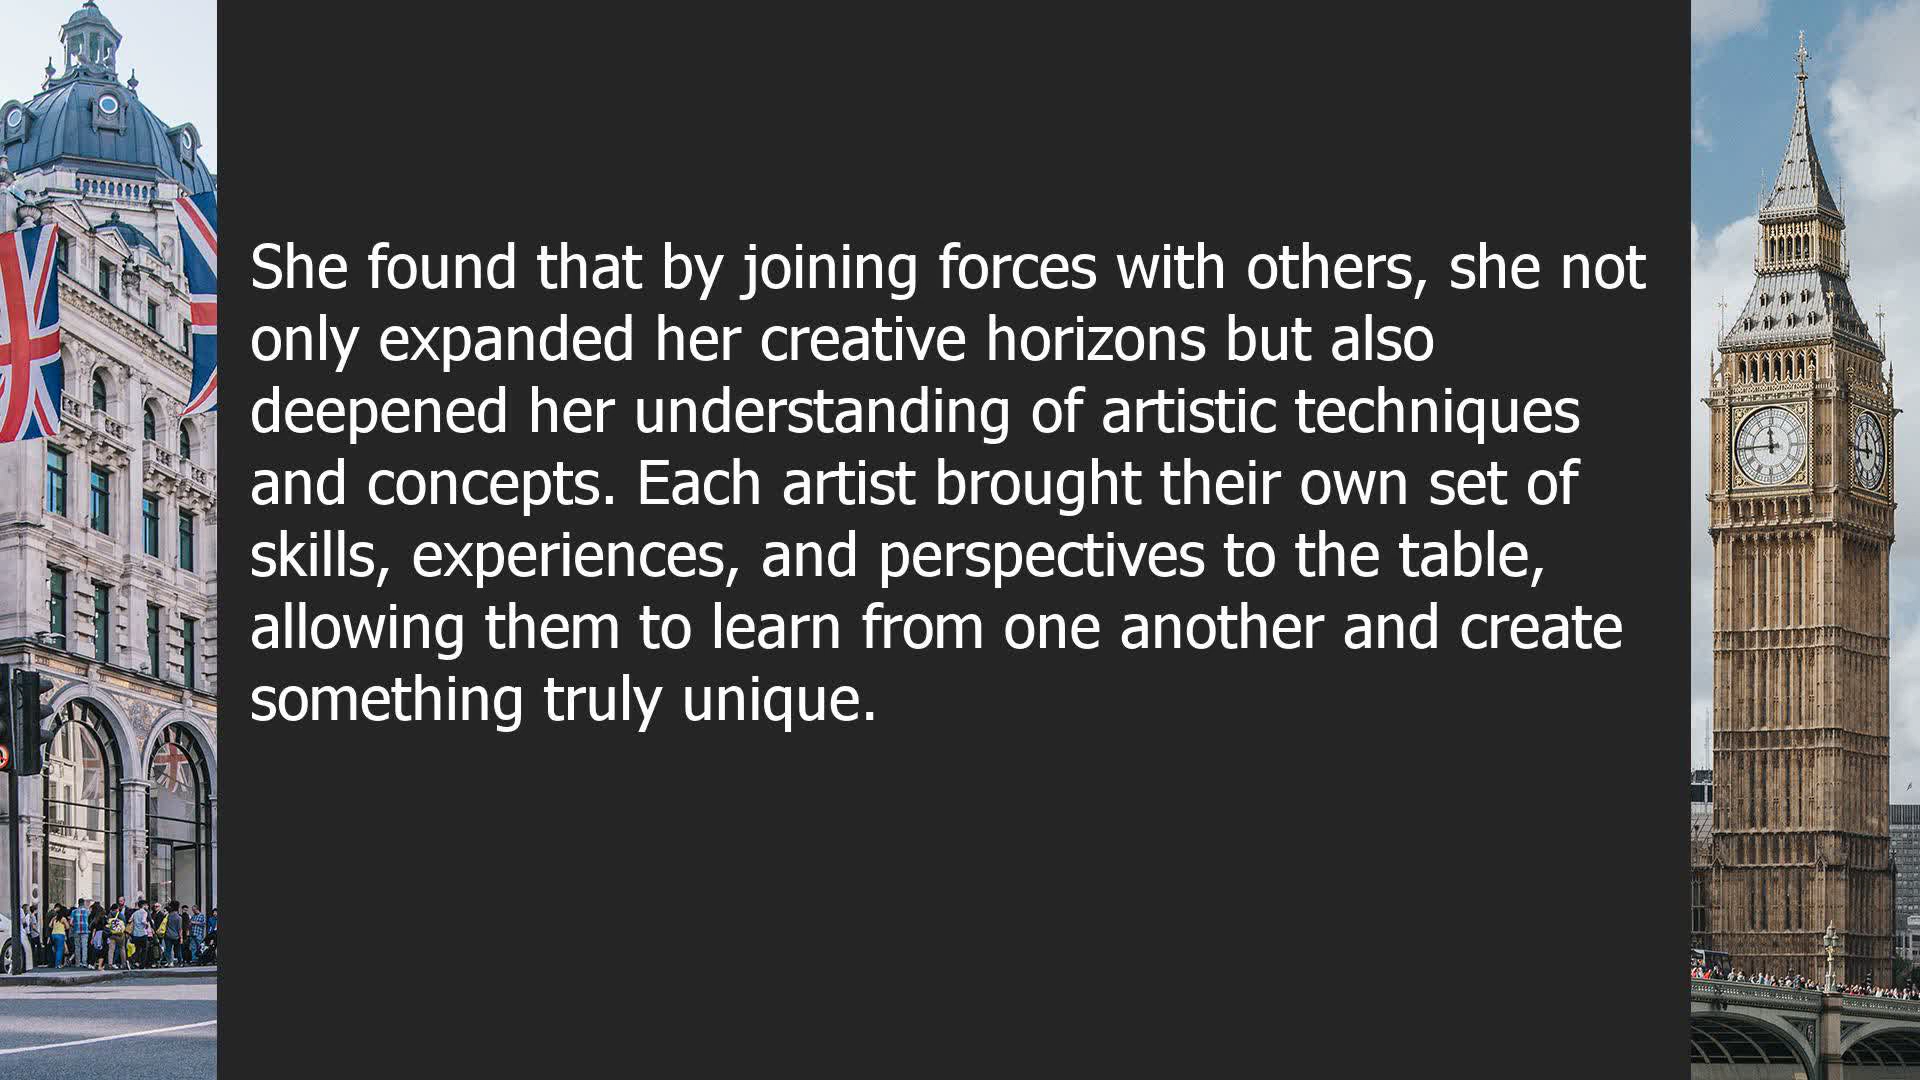 She found that by joining forces with others, she not
only expanded her creative horizons but also
deepened her understanding of artistic techniques
and concepts. Each artist brought their own set of
skills, experiences, and perspectives to the table,
allowing them to learn from one another and create
something truly unique.